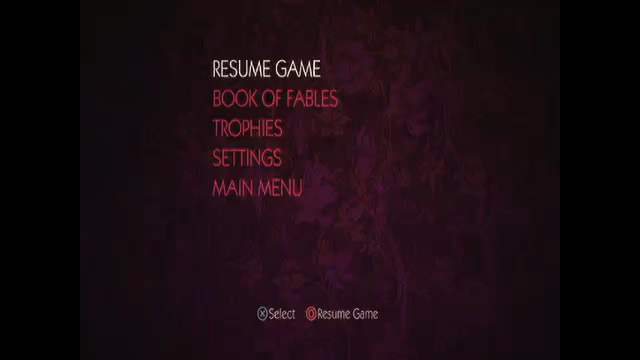 RESUME GAME
BOOK OF FABLES
TROPHIES
SETTINGS
MAIN MENU
Select Resume Game